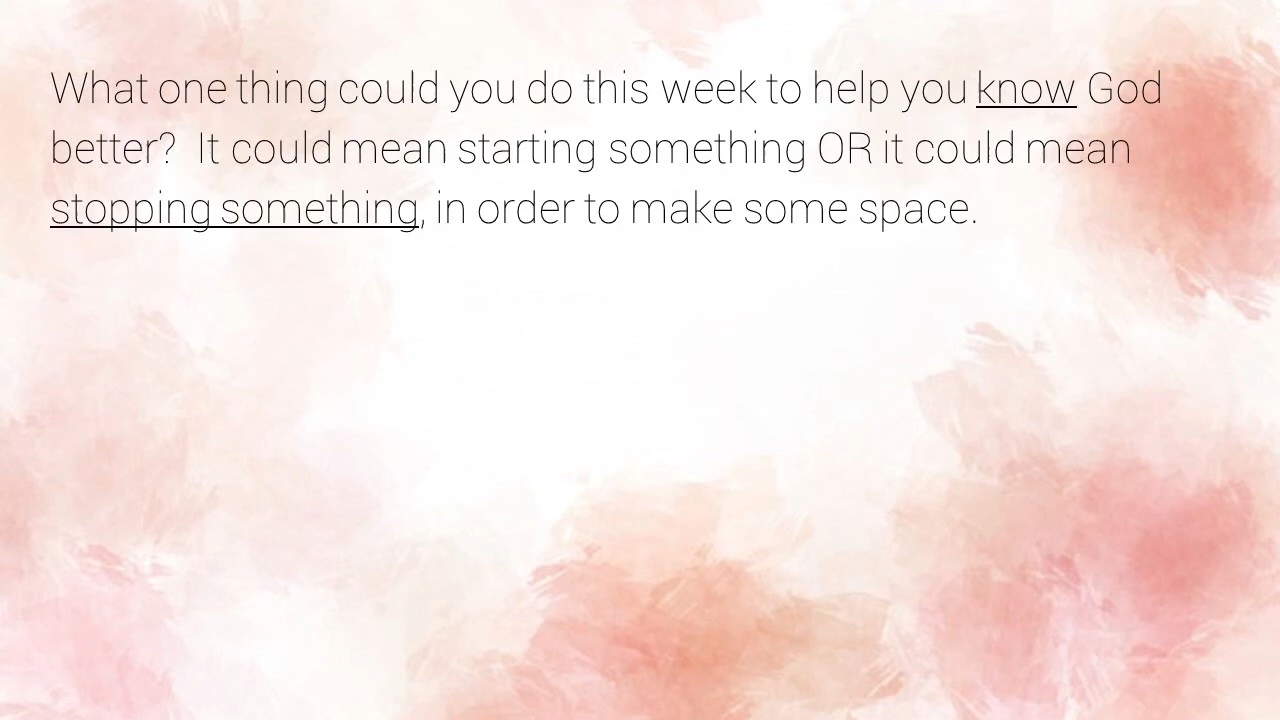 What one thing could you do this week to help you know God
better?  It could mean starting something OR it could mean
stopping something, in order to make some space.